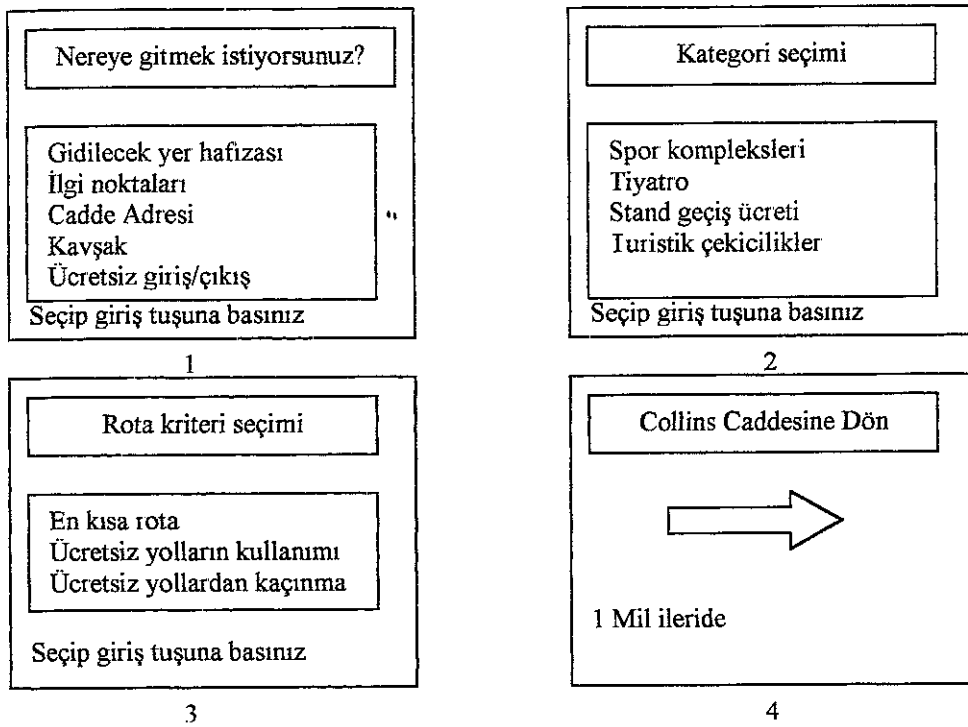 Nereye gitmek istiyorsunuz?
Gidilecek yer hafızası
İlgi noktaları
Cadde Adresi
Kavşak
Ücretsiz giriş/çıkış
Seçip giriş tuşuna basınız
1
Kategori seçimi
Spor kompleksleri
Tiyatro
Stand geçiş ücreti
Turistik çekicilikler
Seçip giriş tuşuna basınız
2
Rota kriteri seçimi
En kısa rota
Ücretsiz yolların kullanımı
Ücretsiz yollardan kaçınma
Seçip giriş tuşuna basınız
3
Collins Caddesine Dön
1 Mil ileride
4